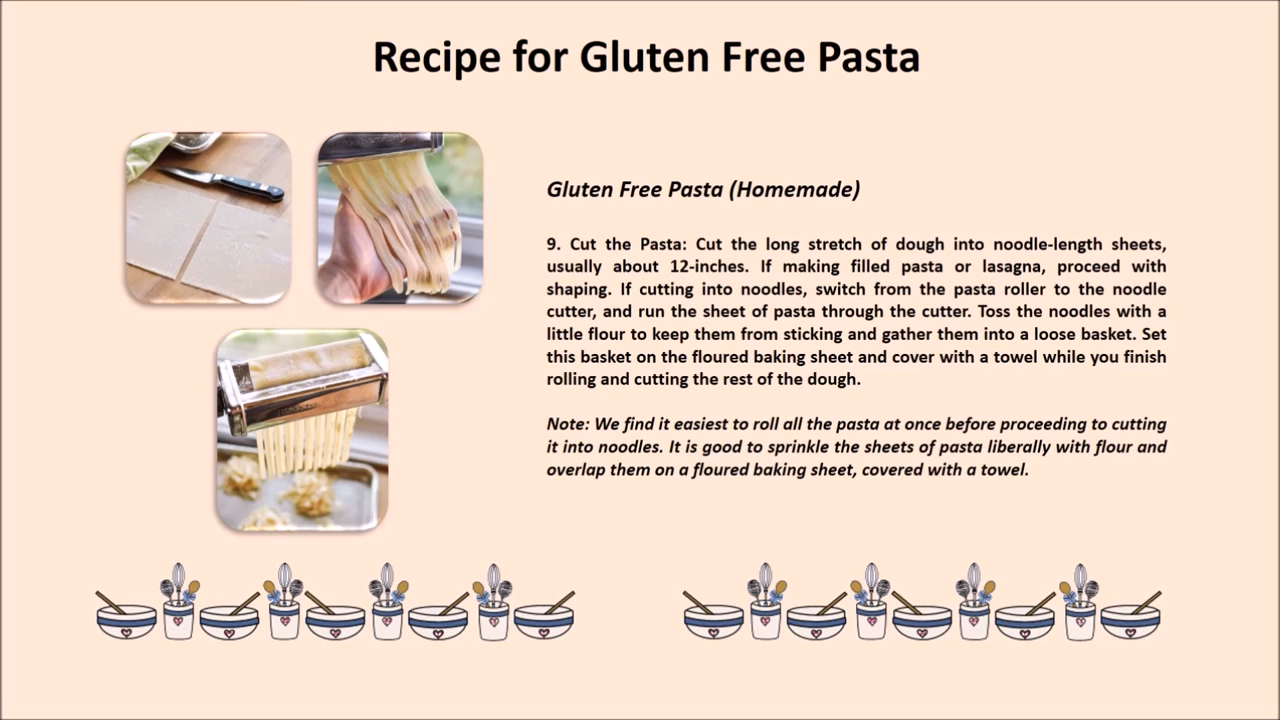 Recipe for Gluten Free Pasta
Gluten Free Pasta (Homemade)
9. Cut the Pasta: Cut the long stretch of dough into noodle-length sheets,
usually about 12-inches. If making filled pasta or lasagna, proceed with
shaping. If cutting into noodles, switch from the pasta roller to the noodle
cutter, and run the sheet of pasta through the cutter. Toss the noodles with a
little flour to keep them from sticking and gather them into a loose basket. Set
this basket on the floured baking sheet and cover with a towel while you finish
rolling and cutting the rest of the dough.
Note: We find it easiest to roll all the pasta at once before proceeding to cutting
it into noodles. It is good to sprinkle the sheets of pasta liberally with flour and
overlap them on a floured baking sheet, covered with a towel.